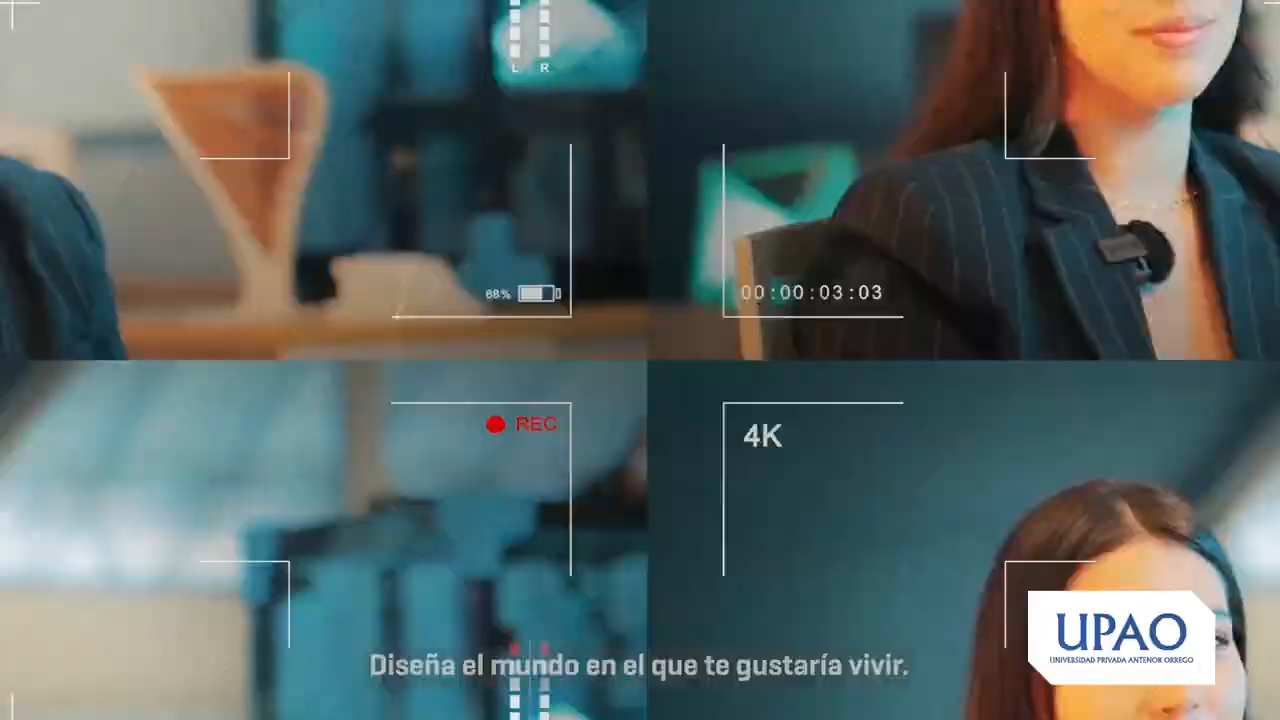 L R
68%
00:00:03:03
REC
4K
Diseña el mundo en el que te gustaría vivir.
UPAO
UNIVERSIDAD PRIVADA ANTENOR ORREGO